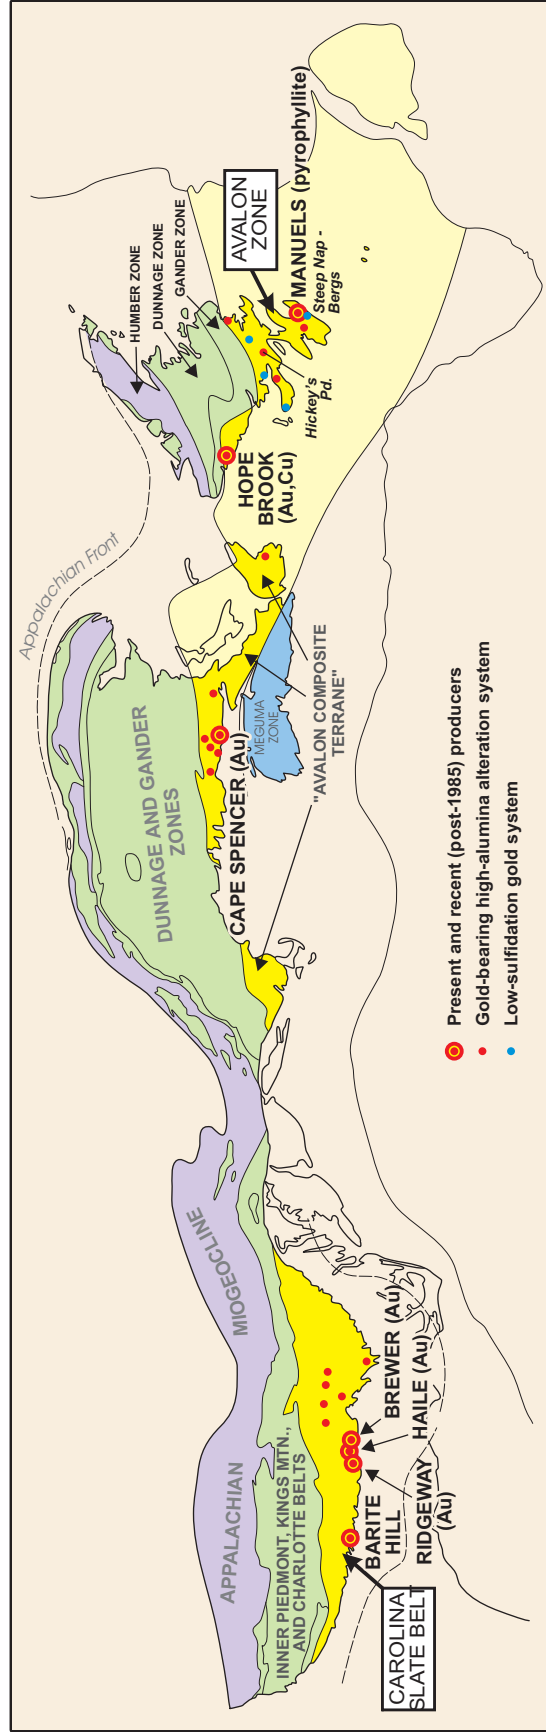 Appalachian Front
HUMBER ZONE
DUNNAGE ZONE
GANDER ZONE
AVALON
ZONE
MANUELS (pyrophyllite)
Steep Nap -
Bergs
Hickey's
Pd.
HOPE
BROOK
(Au,Cu)
DUNNAGE AND GANDER
ZONES
CAPE SPENCER (Au)
MEGUMA
ZONE
"AVALON COMPOSITE
TERRANE"
APPALACHIAN
MIOGEOCLINE
INNER PIEDMONT, KINGS MTN.,
AND CHARLOTTE BELTS
BREWER (Au)
HAILE (Au)
RIDGEWAY
(Au)
BARITE
HILL
CAROLINA
SLATE BELT
Present and recent (post-1985) producers
Gold-bearing high-alumina alteration system
Low-sulfidation gold system